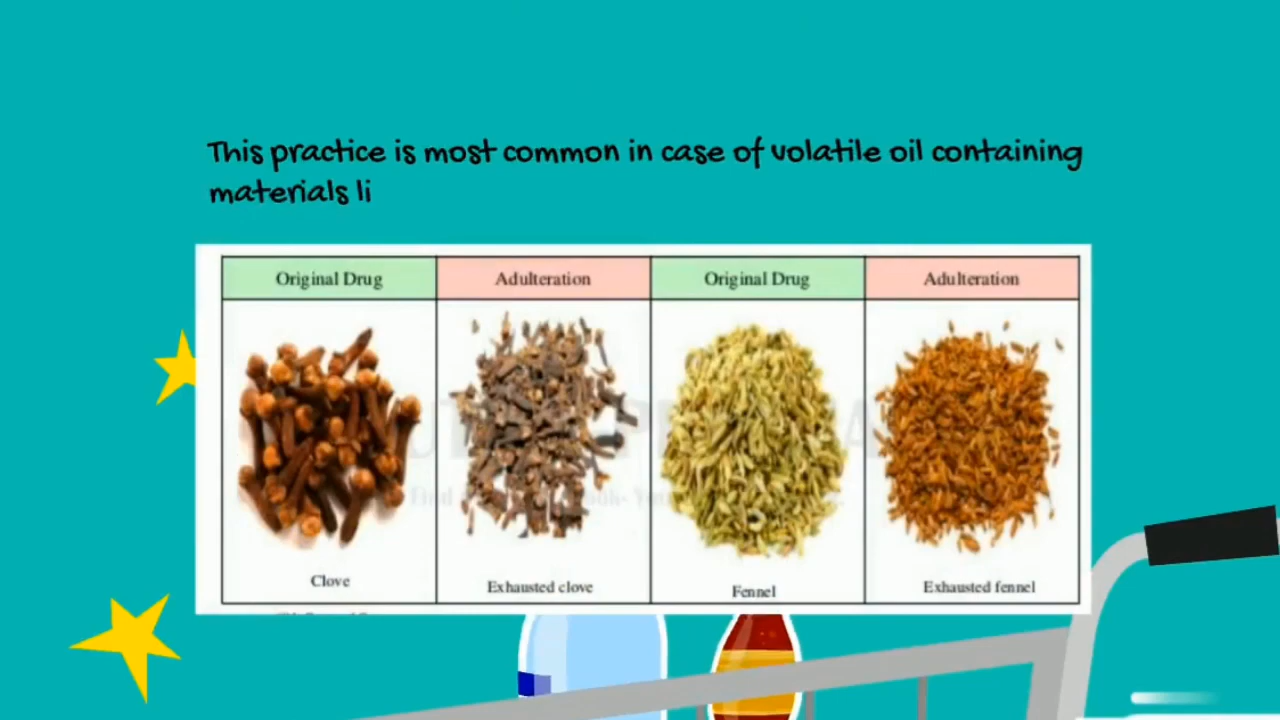 This practice is most common in case of volatile oil containing
materials li
Original Drug Adulteration Original Drug Adulteration
Clove Exhausted clove Fennel Exhausted fennel